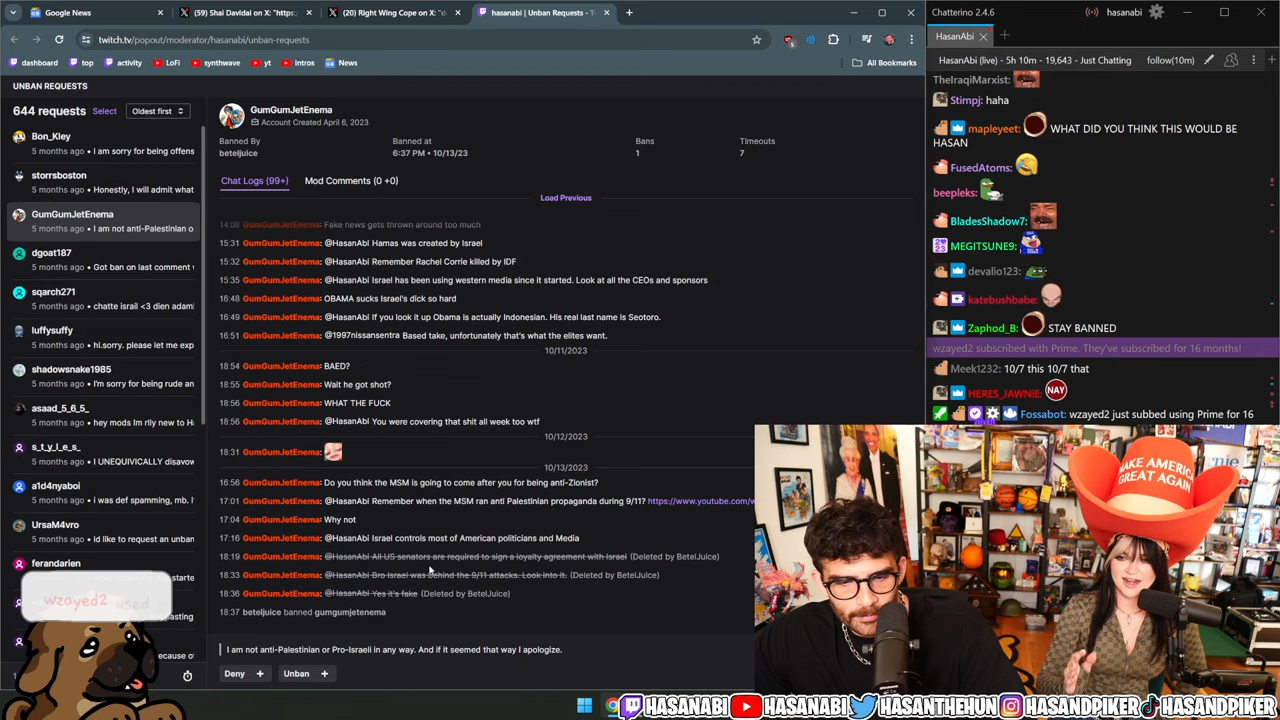 Google News
(59) Shai Davidai on X: "https:
(20) Right Wing Cope on X: "d
hasanabi | Unban Requests - T
twitch.tv/popout/moderator/hasanabi/unban-requests
dashboard
top
activity
LoFi
synthwave
yt
intros
News
All Bookmarks
UNBAN REQUESTS
644 requests
Select
Oldest first
Bon_Kley
5 months ago • I am sorry for being offens
storrsboston
5 months ago • Honestly, I will admit what
GumGumJetEnema
5 months ago • I am not anti-Palestinian o
dgoat187
5 months ago • Got ban on last comment
sqarch271
5 months ago • chatte israil <3 dien adam
luffysuffy
5 months ago • hi.sorry. please let me exp
shadowsnake1985
5 months ago • I'm sorry for being rude an
asaad_5_6_5_
5 months ago • hey mods Im rlly new to H
s_t_y_l_e_s_
5 months ago • I UNEQUIVICALLY disavow
a1d4nyaboi
5 months ago • i was def spamming, mb. i
UrsaM4vro
5 months ago • id like to request an unban
ferandarien
wzayed2 used
GumGumJetEnema
Account Created April 6, 2023
Banned By
beteljuice
Banned at
6:37 PM • 10/13/23
Bans
1
Timeouts
7
Chat Logs (99+)
Mod Comments (0 +0)
Load Previous
14:08 GumGumJetEnema: Fake news gets thrown around too much
15:31 GumGumJetEnema: @HasanAbi Hamas was created by Israel
15:32 GumGumJetEnema: @HasanAbi Remember Rachel Corrie killed by IDF
15:35 GumGumJetEnema: @HasanAbi Israel has been using western media since it started. Look at all the CEOs and sponsors
16:48 GumGumJetEnema: OBAMA sucks Israel's dick so hard
16:49 GumGumJetEnema: @HasanAbi If you look it up Obama is actually Indonesian. His real last name is Seotoro.
16:51 GumGumJetEnema: @1997nissansentra Based take, unfortunately that's what the elites want.
10/11/2023
18:54 GumGumJetEnema: BAED?
18:55 GumGumJetEnema: Wait he got shot?
18:56 GumGumJetEnema: WHAT THE FUCK
18:56 GumGumJetEnema: @HasanAbi You were covering that shit all week too wtf
10/12/2023
18:31 GumGumJetEnema:
10/13/2023
16:56 GumGumJetEnema: Do you think the MSM is going to come after you for being anti-Zionist?
17:01 GumGumJetEnema: @HasanAbi Remember when the MSM ran anti Palestinian propaganda during 9/11? https://www.youtube.com/w
17:04 GumGumJetEnema: Why not
17:16 GumGumJetEnema: @HasanAbi Israel controls most of American politicians and Media
18:19 GumGumJetEnema: @HasanAbi All US senators are required to sign a loyalty agreement with Israel (Deleted by BetelJuice)
18:33 GumGumJetEnema: @HasanAbi Bro Israel was behind the 9/11 attacks. Look into it. (Deleted by BetelJuice)
18:36 GumGumJetEnema: @HasanAbi Yes it's fake (Deleted by BetelJuice)
18:37 beteljuice banned gumgumjetenema
I am not anti-Palestinian or Pro-Israeli in any way. And if it seemed that way I apologize.
Deny +
Unban +
Chatterino 2.4.6
hasanabi
HasanAbi
HasanAbi (live) - 5h 10m - 19,643 - Just Chatting
follow(10m)
TheIraqiMarxist:
Stimpj: haha
mapleyeet: WHAT DID YOU THINK THIS WOULD BE
HASAN
FusedAtoms:
beepleks:
BladesShadow7:
MEGITSUNE9:
devalio123:
katebushbabe:
Zaphod_B: STAY BANNED
wzayed2 subscribed with Prime. They've subscribed for 16 months!
Meek1232: 10/7 this 10/7 that
HERES_JAWNiE: NAY
Fossabot: wzayed2 just subbed using Prime for 16
MAKE AMERICA
GREAT AGAIN
HASANABI
HASANABI
HASANTHEHUN
HASANDPIKER
HASANDPIKER